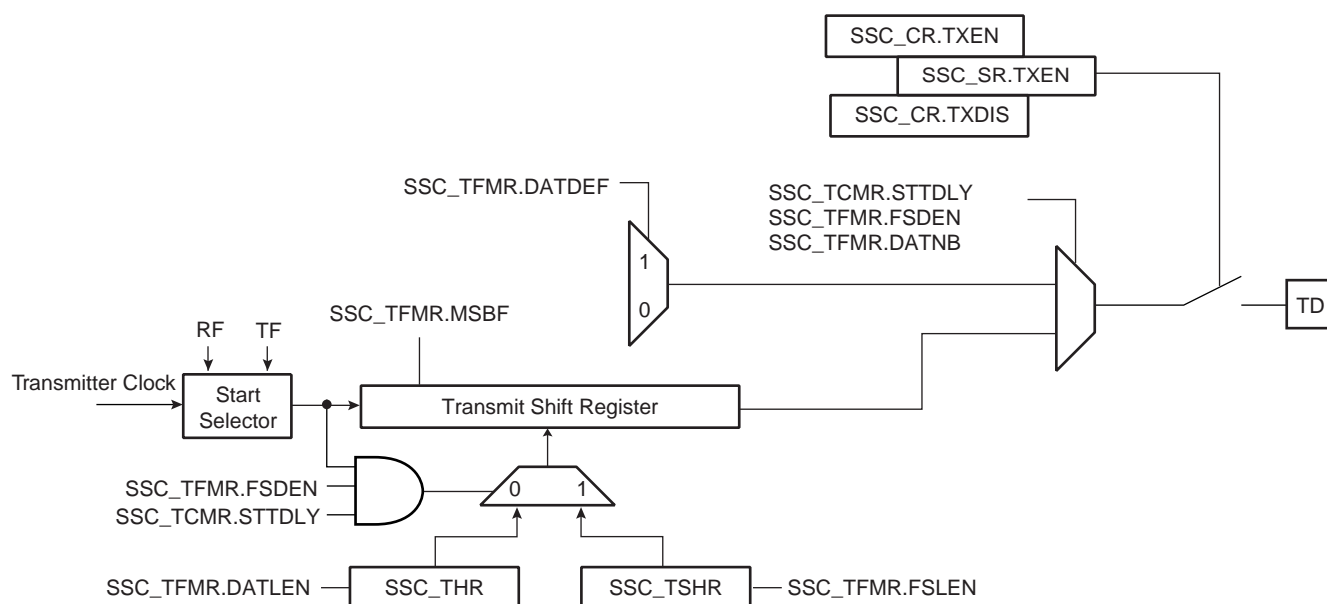 SSC_CR.TXEN
SSC_SR.TXEN
SSC_CR.TXDIS
SSC_TFMR.DATDEF
SSC_TCMR.STTDLY
SSC_TFMR.FSDEN
SSC_TFMR.DATNB
1
0
TD
SSC_TFMR.MSBF
RF
TF
Transmitter Clock
Start
Selector
Transmit Shift Register
SSC_TFMR.FSDEN
SSC_TCMR.STTDLY
0
1
SSC_TFMR.DATLEN
SSC_THR
SSC_TSHR
SSC_TFMR.FSLEN